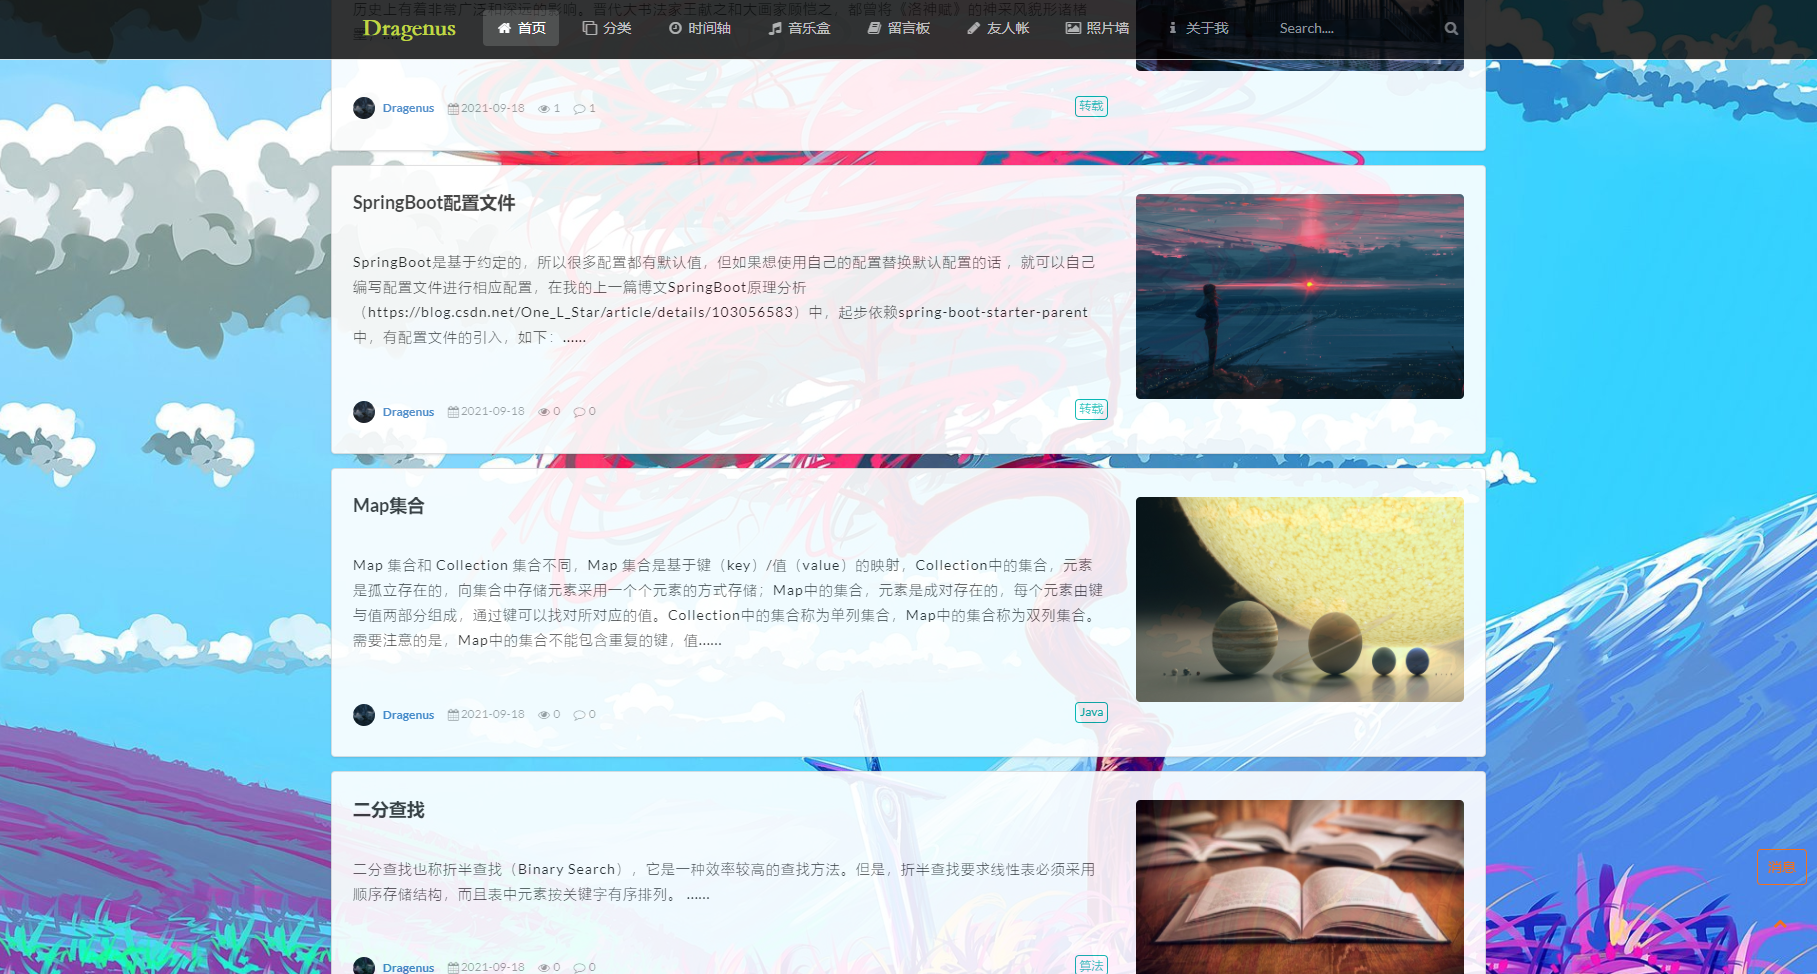 历史上有着非常广泛和深远的影响。晋代大书法家王献之和大画家顾恺之，都曾将《洛神赋》的神采风貌形诸楮
Dragenus 首页 分类 时间轴 音乐盒 留言板 友人帐 照片墙 关于我 Search....
Dragenus 2021-09-18 1 1 转载
SpringBoot配置文件
SpringBoot是基于约定的，所以很多配置都有默认值，但如果想使用自己的配置替换默认配置的话 ，就可以自己
编写配置文件进行相应配置，在我的上一篇博文SpringBoot原理分析
（https://blog.csdn.net/One_L_Star/article/details/103056583）中，起步依赖spring-boot-starter-parent
中，有配置文件的引入，如下：......
Dragenus 2021-09-18 0 0 转载
Map集合
Map 集合和 Collection 集合不同，Map 集合是基于键（key）/值（value）的映射，Collection中的集合，元素
是孤立存在的，向集合中存储元素采用一个个元素的方式存储；Map中的集合，元素是成对存在的，每个元素由键
与值两部分组成，通过键可以找对所对应的值。Collection中的集合称为单列集合，Map中的集合称为双列集合。
需要注意的是，Map中的集合不能包含重复的键，值......
Dragenus 2021-09-18 0 0 Java
二分查找
二分查找也称折半查找（Binary Search），它是一种效率较高的查找方法。但是，折半查找要求线性表必须采用
顺序存储结构，而且表中元素按关键字有序排列。 ......
消息
Dragenus 2021-09-18 0 0 算法